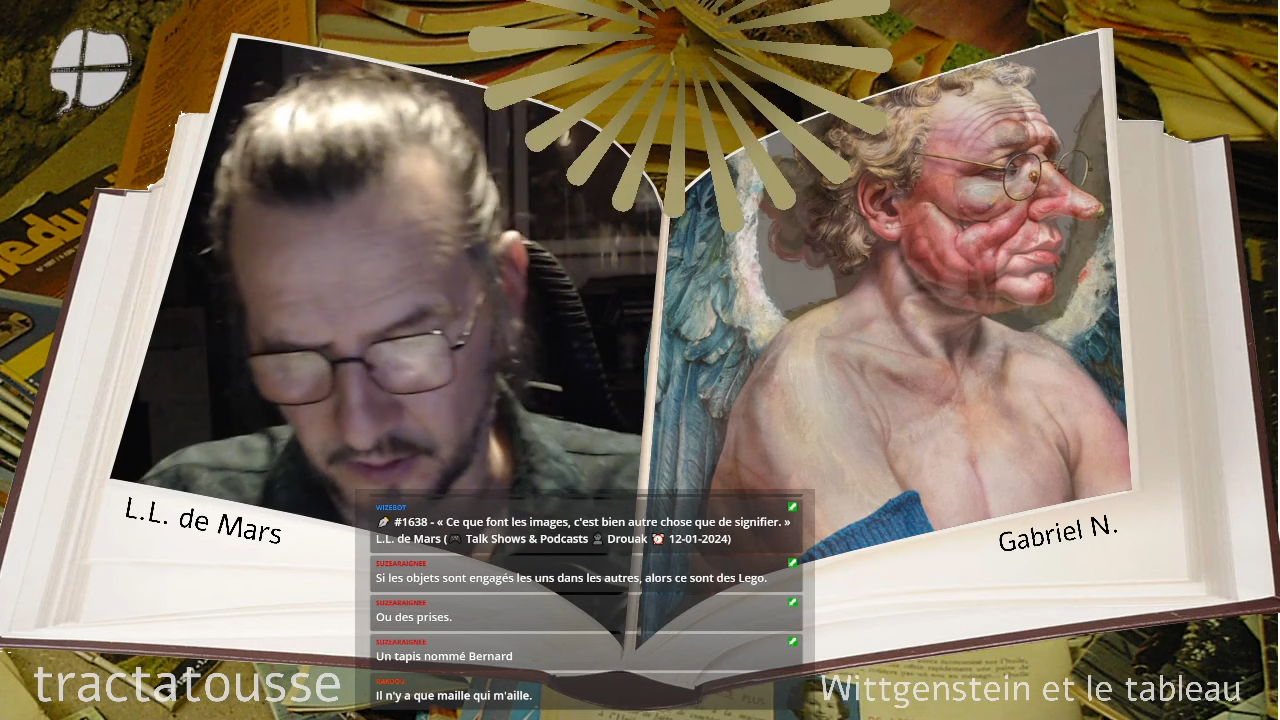 L.L. de Mars
Gabriel N.
WIZEBOT
#1638 - « Ce que font les images, c'est bien autre chose que de signifier. »
L.L. de Mars ( Talk Shows & Podcasts Drouak 12-01-2024)
SUZEARAIGNEE
Si les objets sont engagés les uns dans les autres, alors ce sont des Lego.
SUZEARAIGNEE
Ou des prises.
SUZEARAIGNEE
Un tapis nommé Bernard
Il n'y a que maille qui m'aille.
tractatousse
Wittgenstein et le tableau